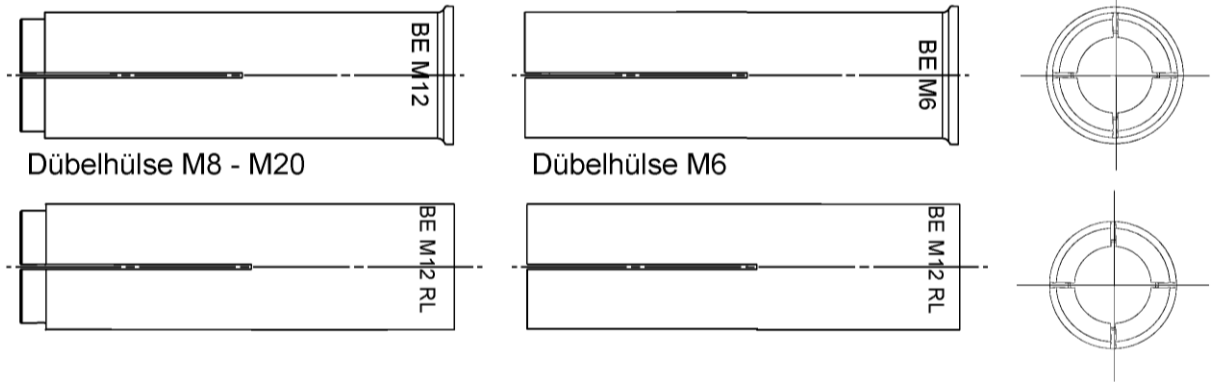 BE M12
BE M6
Dübelhülse M8 - M20
Dübelhülse M6
BE M12 RL
BE M12 RL